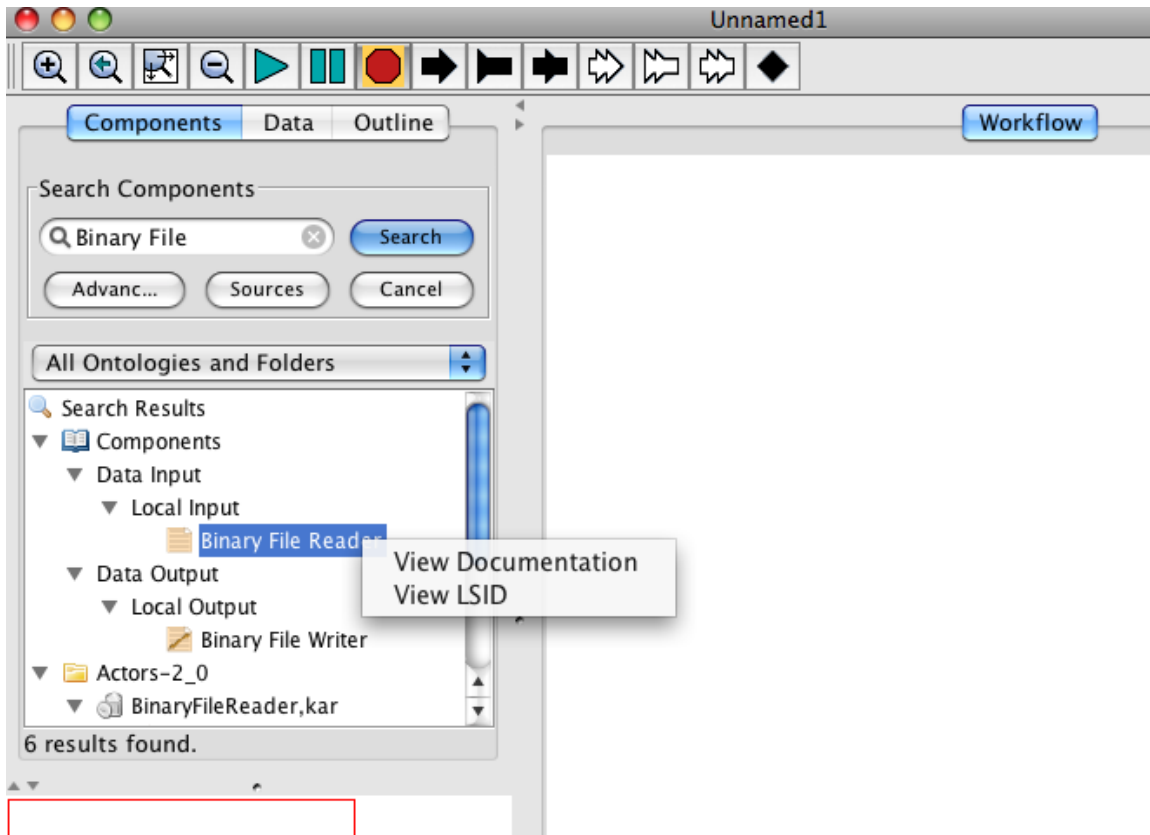 Unnamed1
Components Data Outline
Workflow
Search Components
Binary File Search
Advanc... Sources Cancel
All Ontologies and Folders
Search Results
Components
Data Input
Local Input
Binary File Reader
View Documentation
View LSID
Data Output
Local Output
Binary File Writer
Actors-2_0
BinaryFileReader,kar
6 results found.